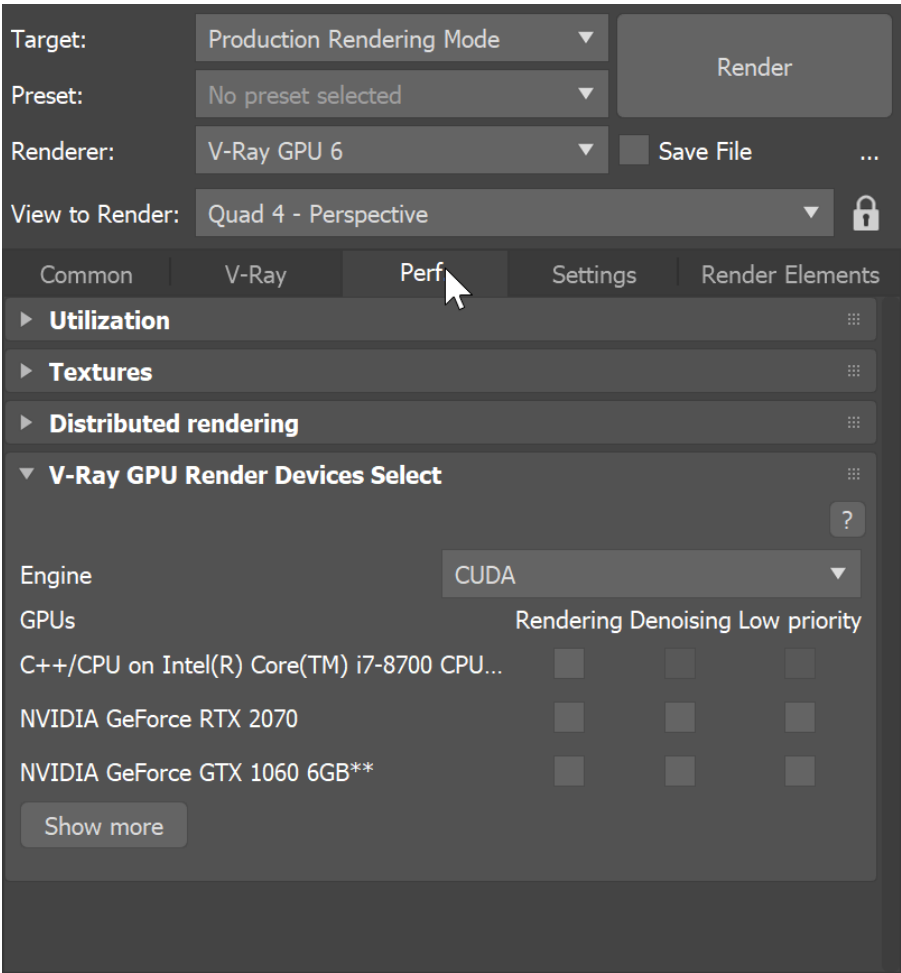 Target: Production Rendering Mode
Render
Preset: No preset selected
Renderer: V-Ray GPU 6 Save File ...
View to Render: Quad 4 - Perspective
Common V-Ray Perf Settings Render Elements
Utilization
Textures
Distributed rendering
V-Ray GPU Render Devices Select
?
Engine CUDA
GPUs Rendering Denoising Low priority
C++/CPU on Intel(R) Core(TM) i7-8700 CPU...
NVIDIA GeForce RTX 2070
NVIDIA GeForce GTX 1060 6GB**
Show more